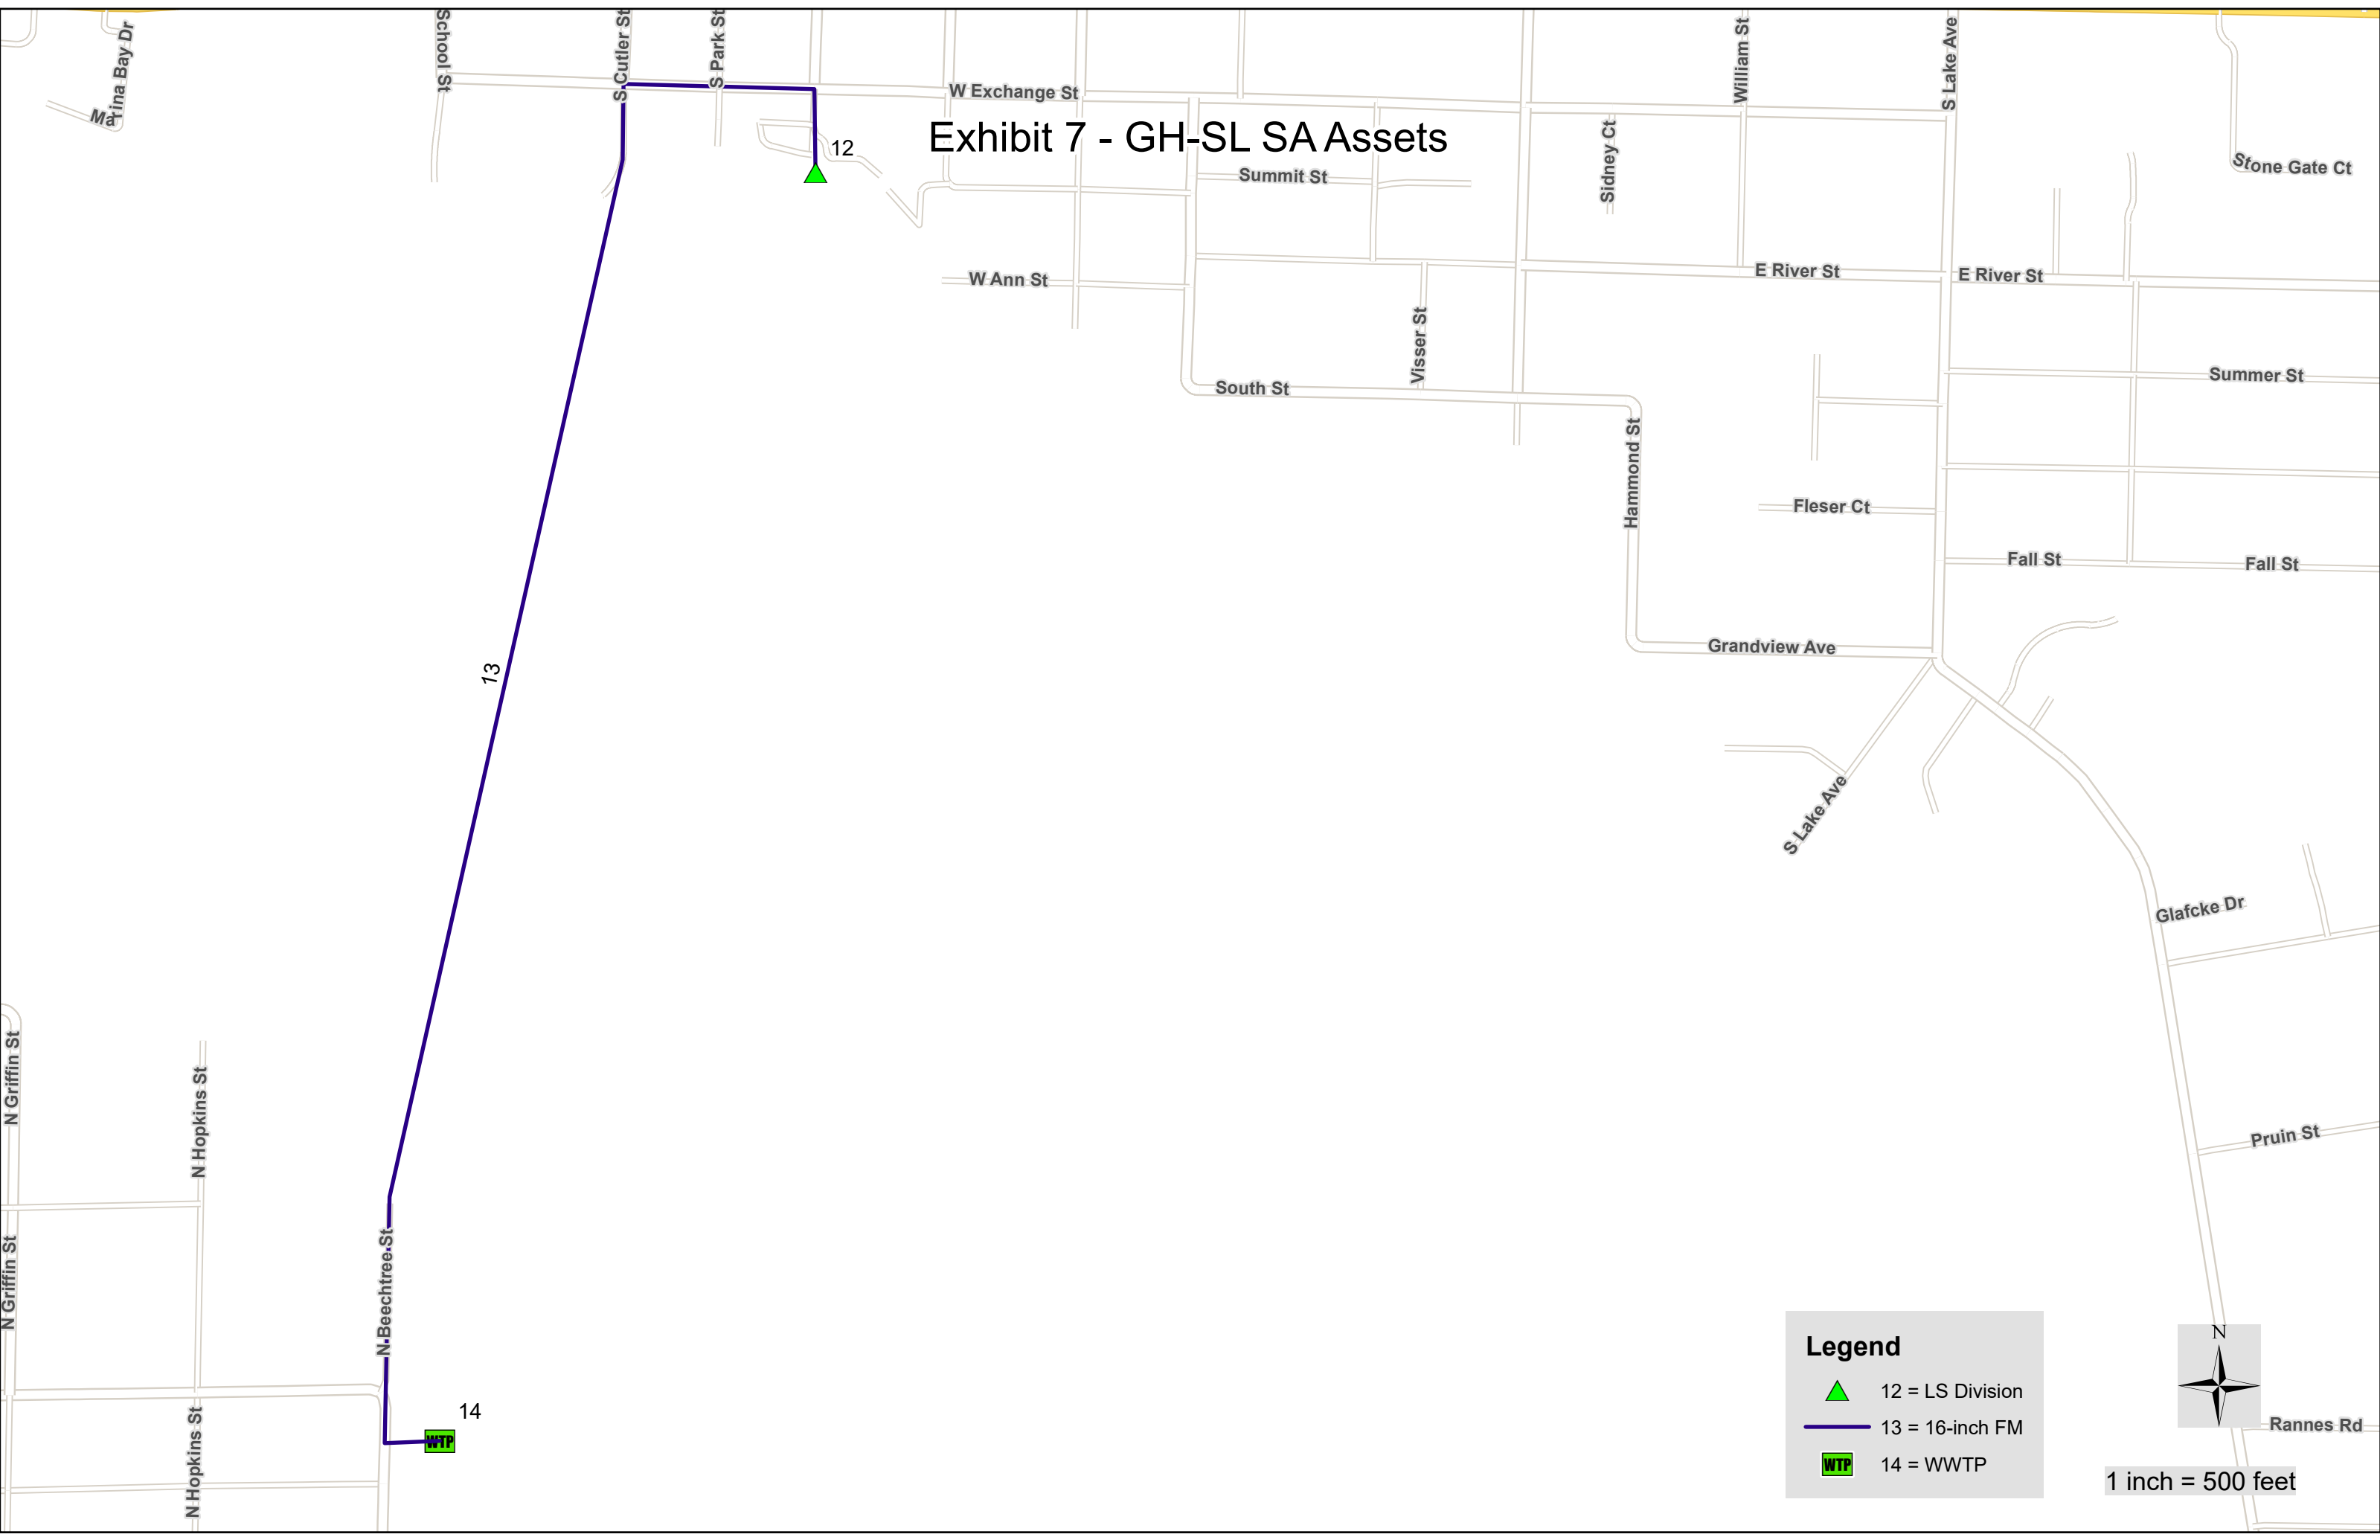 Marina Bay Dr
School St
S Cutler St
S Park St
William St
S Lake Ave
W Exchange St
Exhibit 7 - GH-SL SA Assets
12
Summit St
Sidney Ct
Stone Gate Ct
W Ann St
E River St
E River St
Visser St
South St
Summer St
Hammond St
Fleser Ct
Fall St
Fall St
Grandview Ave
13
S Lake Ave
Glafcke Dr
N Griffin St
N Hopkins St
Pruin St
N Griffin St
N Beechtree St
14
WTP
N Hopkins St
Legend
12 = LS Division
13 = 16-inch FM
WTP 14 = WWTP
N
Rannes Rd
1 inch = 500 feet